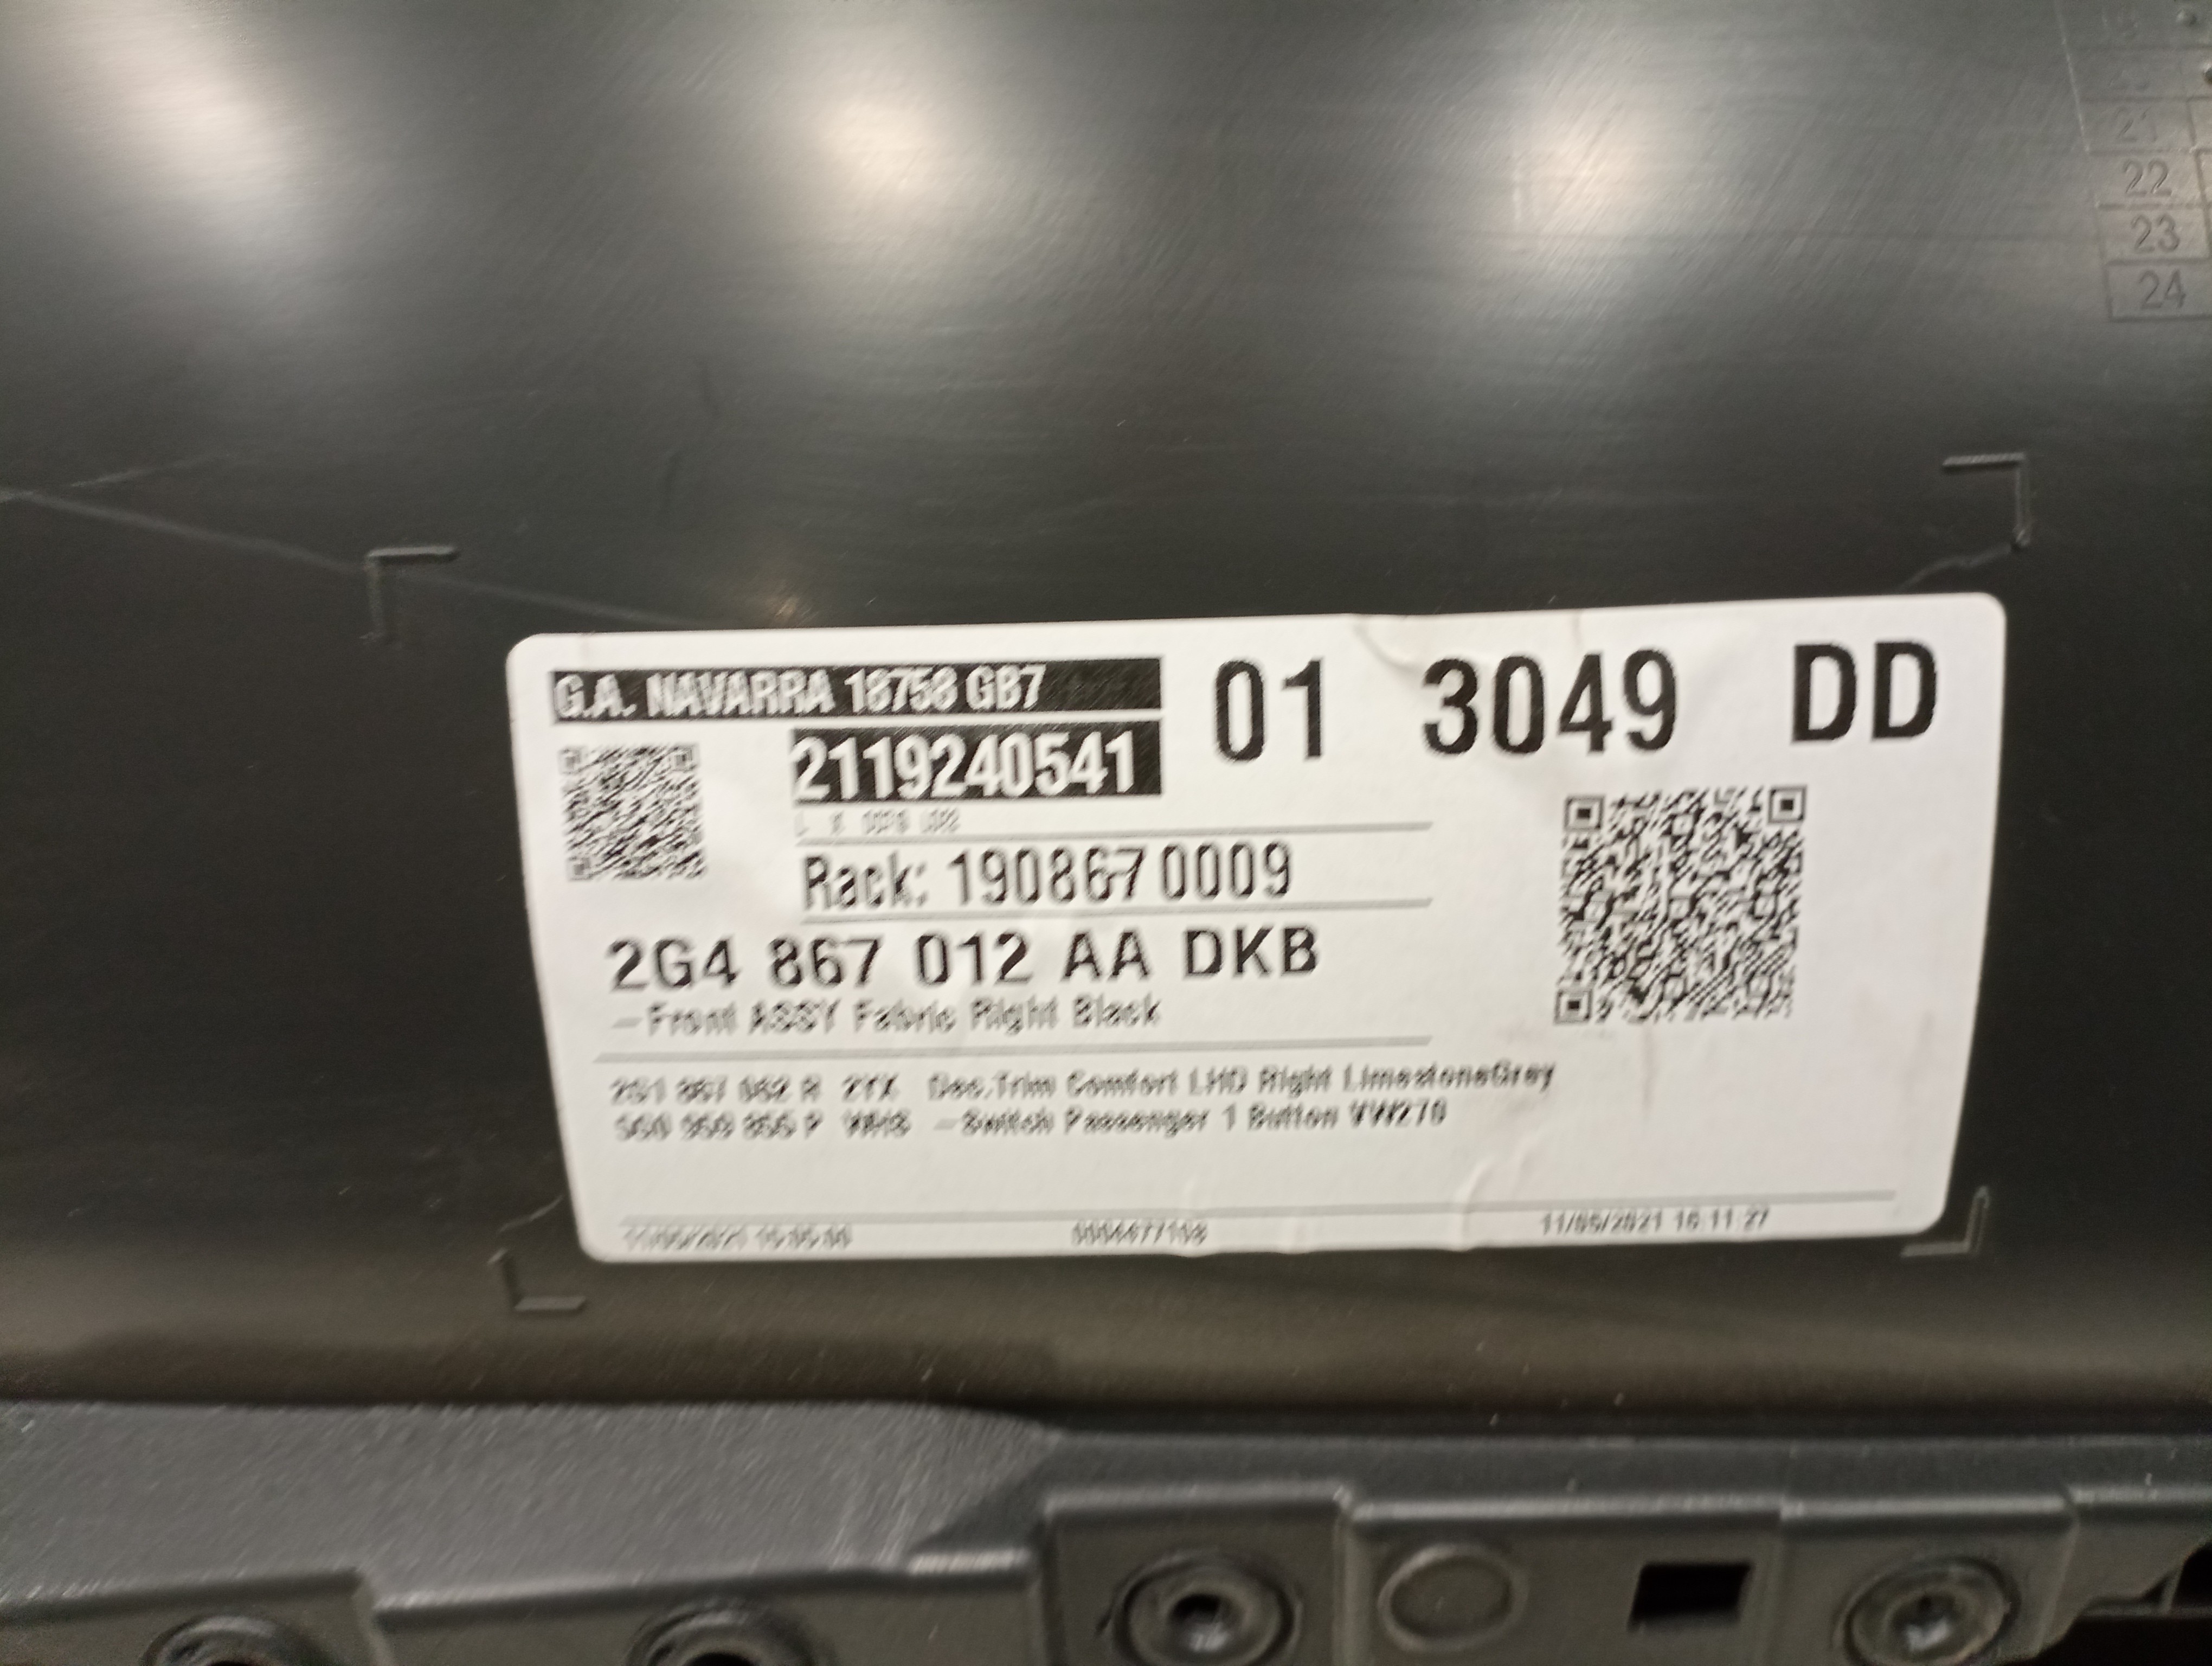 21
22
23
24
G.A. NAVARRA 18758 GB7
01 3049 DD
2119240541
Rack: 1908670009
2G4 867 012 AA DKB
-Front ASSY Fabric Right Black
Dec.Trim Comfort LHD Right LimestoneGrey
-Switch Passenger 1 Button VW270
11/06/2021 16:11:27